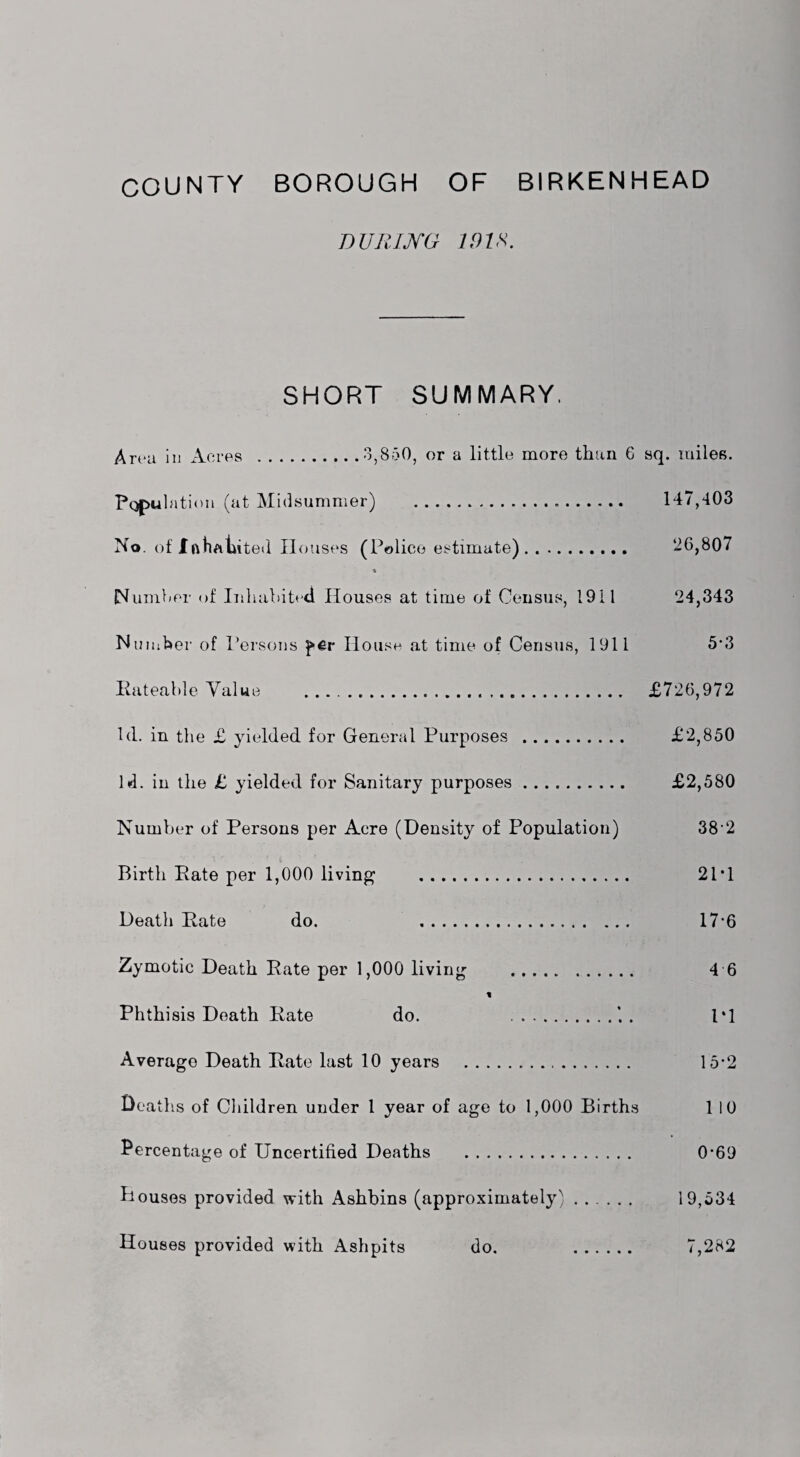 COUNTY BOROUGH OF BIRKENHEAD
DURING 1918.
SHORT SUMMARY.
Area in Acres ...........3,850, or a little more than 6 sq. miles.
Population (at Midsummer) ...................... 147,403
No. of Inhabited Houses (Police estimate)........... 26,807
Number of Inhabited Houses at time of Census, 1911 24,343
Number of Persons per House at time of Census, 1911 5·3
Rateable Value ................................ £726,972
1d. in the £ yielded for General Purposes ........... £2,850
1d. in the £ yielded for Sanitary purposes ........... £2,580
Number of Persons per Acre (Density of Population) 38·2
Birth Rate per 1,000 living ...................... 21·1
Death Rate do. ...................... 17·6
Zymotic Death Rate per 1,000 living ............ 4 6
Phthisis Death Rate do. ............. 1·1
Average Death Rate last 10 years .................. 15·2
Deaths of Children under 1 year of age to 1,000 Births 110
Percentage of Uncertified Deaths .................. 0·69
Houses provided with Ashbins (approximately) ...... 19,534
Houses provided with Ashpits do. ...... 7,282